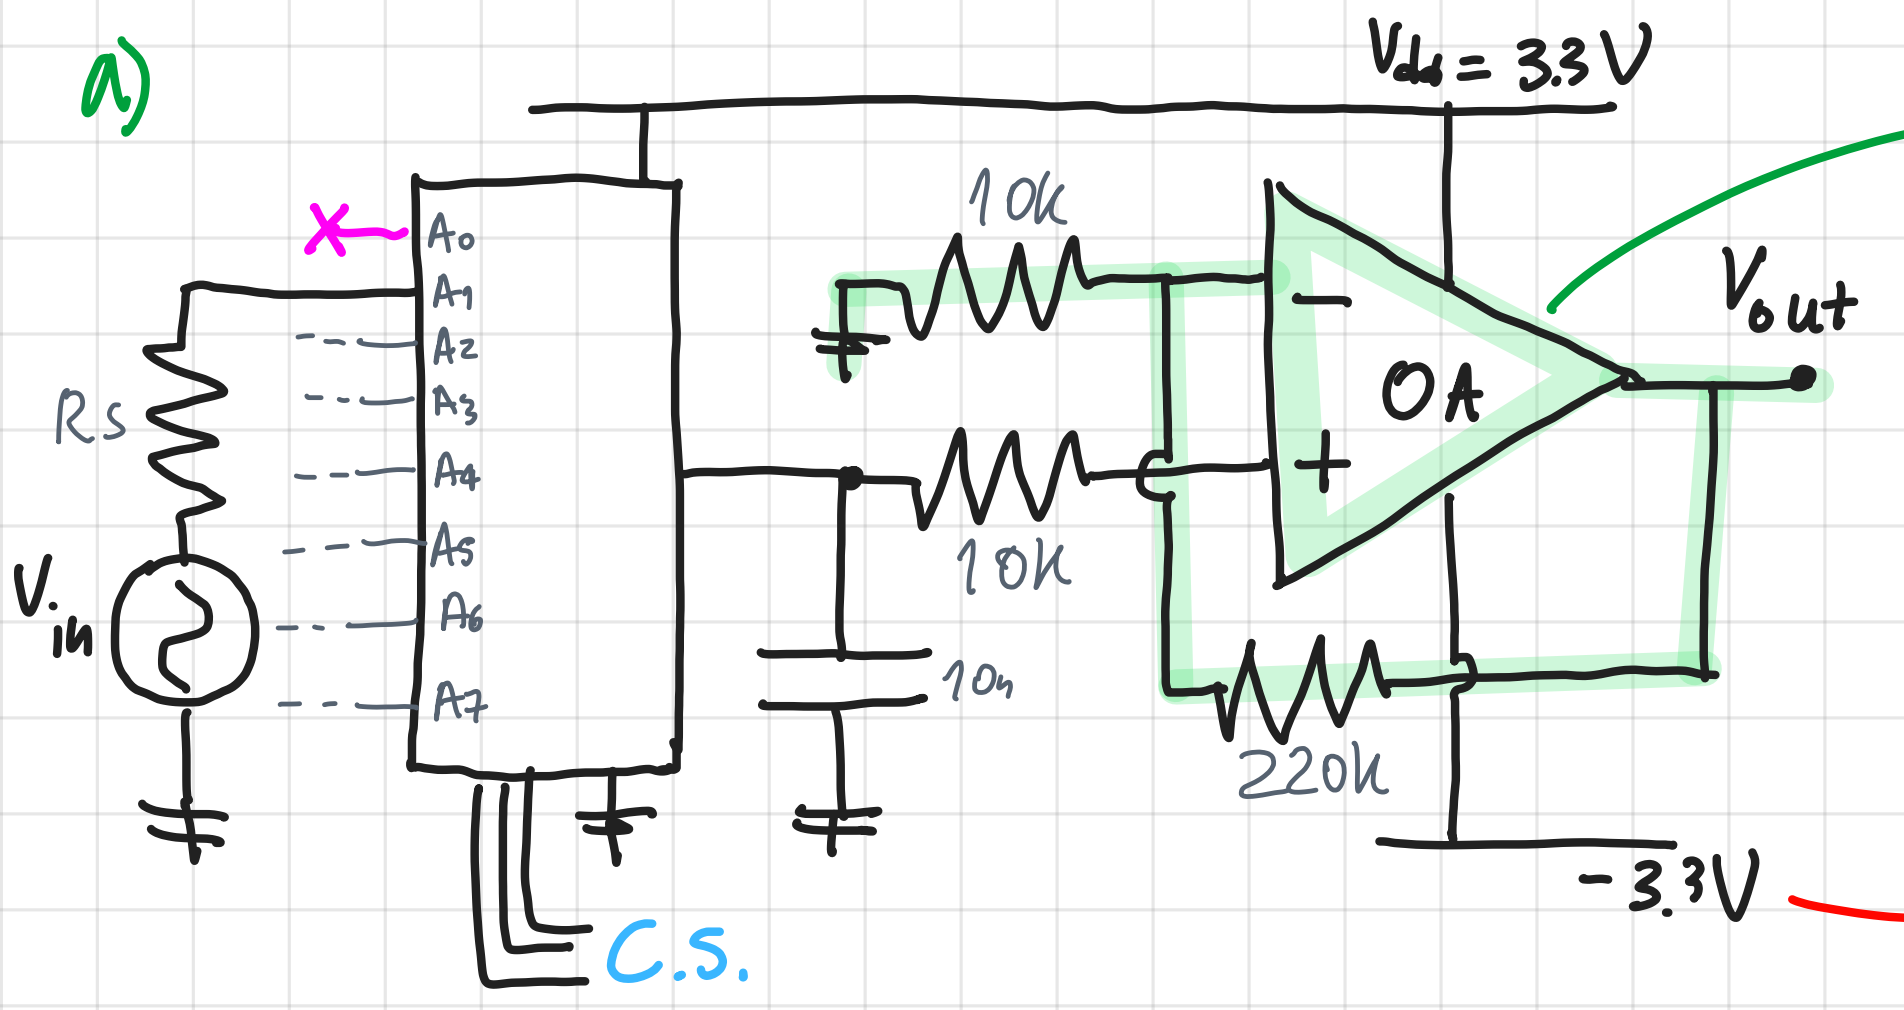 a)
Vdd = 3.3V
A0
A1
A2
A3
A4
A5
A6
A7
Rs
Vin
10K
10K
10n
220K
−
+
OA
Vout
-3.3V
C.S.